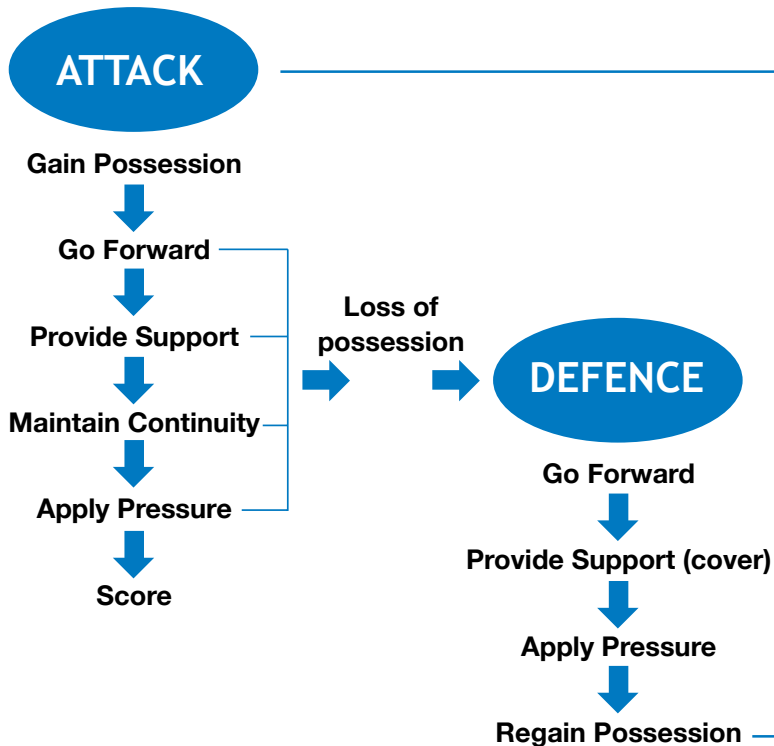 ATTACK
Gain Possession
Go Forward
Provide Support
Maintain Continuity
Apply Pressure
Score
Loss of
possession
DEFENCE
Go Forward
Provide Support (cover)
Apply Pressure
Regain Possession